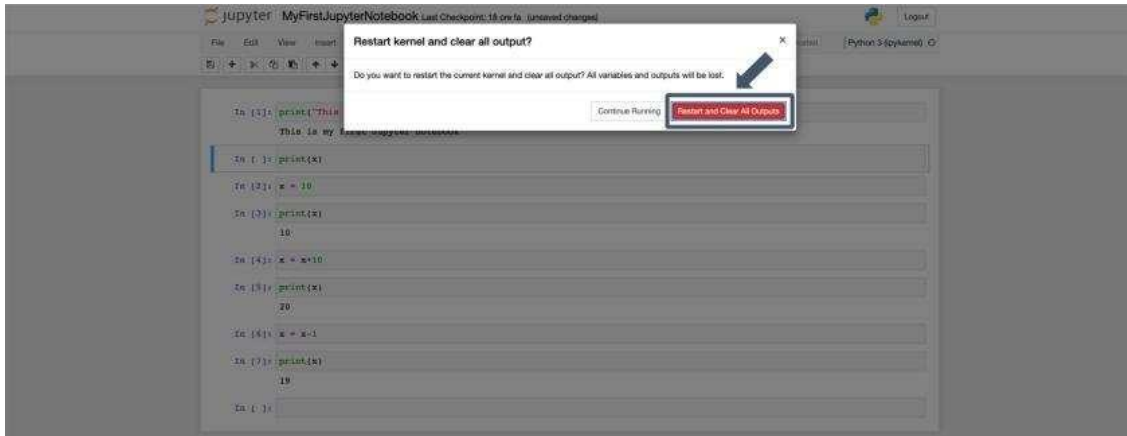 jupyter MyFirstJupyterNotebook Last Checkpoint: 18 ore fa (unsaved changes) Logout
File Edit View Insert Python 3 (ipykernel)
Restart kernel and clear all output? ×
Do you want to restart the current kernel and clear all output? All variables and outputs will be lost.
Continue Running Restart and Clear All Outputs
In [1]: print("This
This is my first Jupyter notebook
In [ ]: print(x)
In [2]: x = 10
In [3]: print(x)
10
In [4]: x = x+10
In [5]: print(x)
20
In [6]: x = x-1
In [7]: print(x)
19
In [ ]: